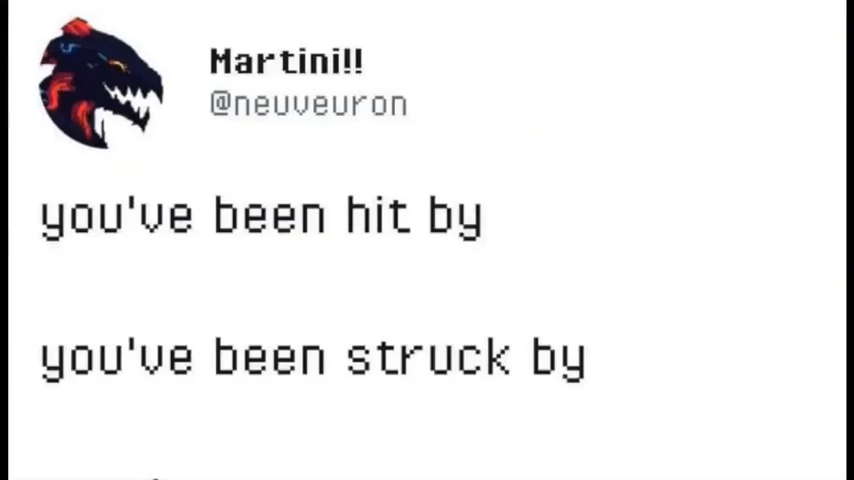 Martini!!
@neuveuron
you've been hit by
you've been struck by